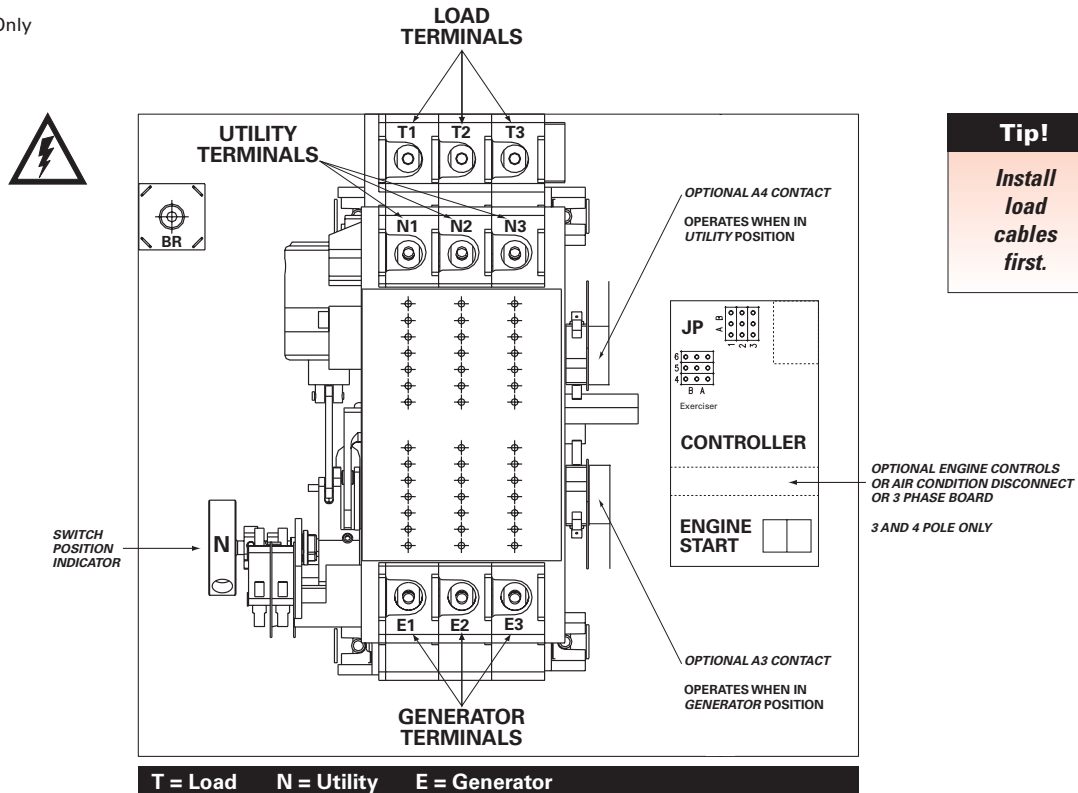 Only
LOAD
TERMINALS
UTILITY
TERMINALS
T1 T2 T3
N1 N2 N3
BR
OPTIONAL A4 CONTACT
OPERATES WHEN IN
UTILITY POSITION
Tip!
Install
load
cables
first.
JP
B
A
1 2 3
6
5
4
B A
Exerciser
CONTROLLER
OPTIONAL ENGINE CONTROLS
OR AIR CONDITION DISCONNECT
OR 3 PHASE BOARD
3 AND 4 POLE ONLY
ENGINE
START
SWITCH
POSITION
INDICATOR
N
E1 E2 E3
OPTIONAL A3 CONTACT
OPERATES WHEN IN
GENERATOR POSITION
GENERATOR
TERMINALS
T = Load N = Utility E = Generator